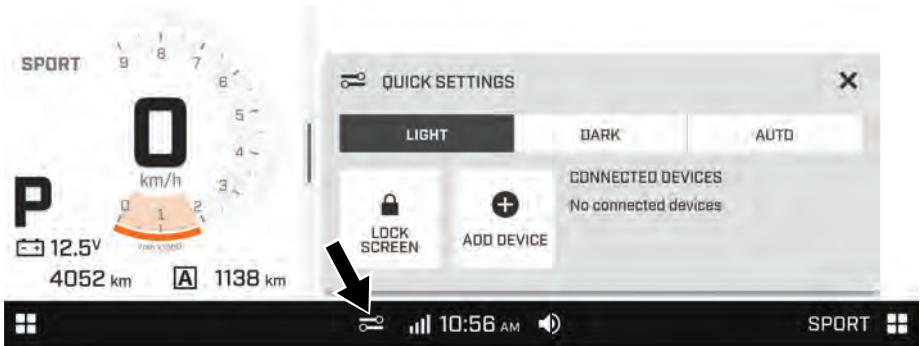 SPORT
9
8
7
6
5
4
3
0
1
2
0
km/h
P
12.5V
4052 km
A 1138 km
QUICK SETTINGS
LIGHT
DARK
AUTO
LOCK
SCREEN
ADD DEVICE
CONNECTED DEVICES
No connected devices
10:56 AM
SPORT